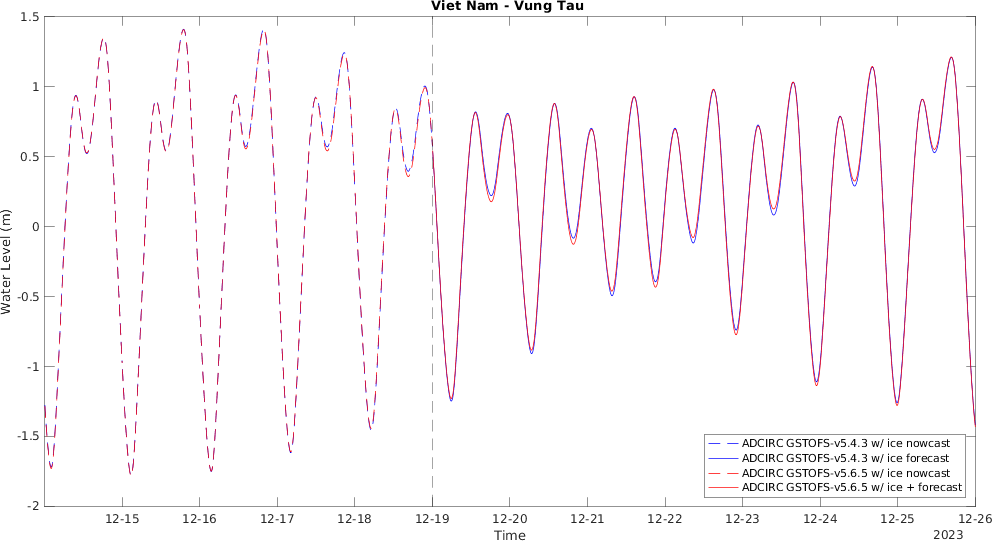 Viet Nam - Vung Tau
1.5
1
0.5
0
-0.5
-1
-1.5
-2
Water Level (m)
ADCIRC GSTOFS-v5.4.3 w/ ice nowcast
ADCIRC GSTOFS-v5.4.3 w/ ice forecast
ADCIRC GSTOFS-v5.6.5 w/ ice nowcast
ADCIRC GSTOFS-v5.6.5 w/ ice + forecast
12-15 12-16 12-17 12-18 12-19 12-20 12-21 12-22 12-23 12-24 12-25 12-26
Time
2023